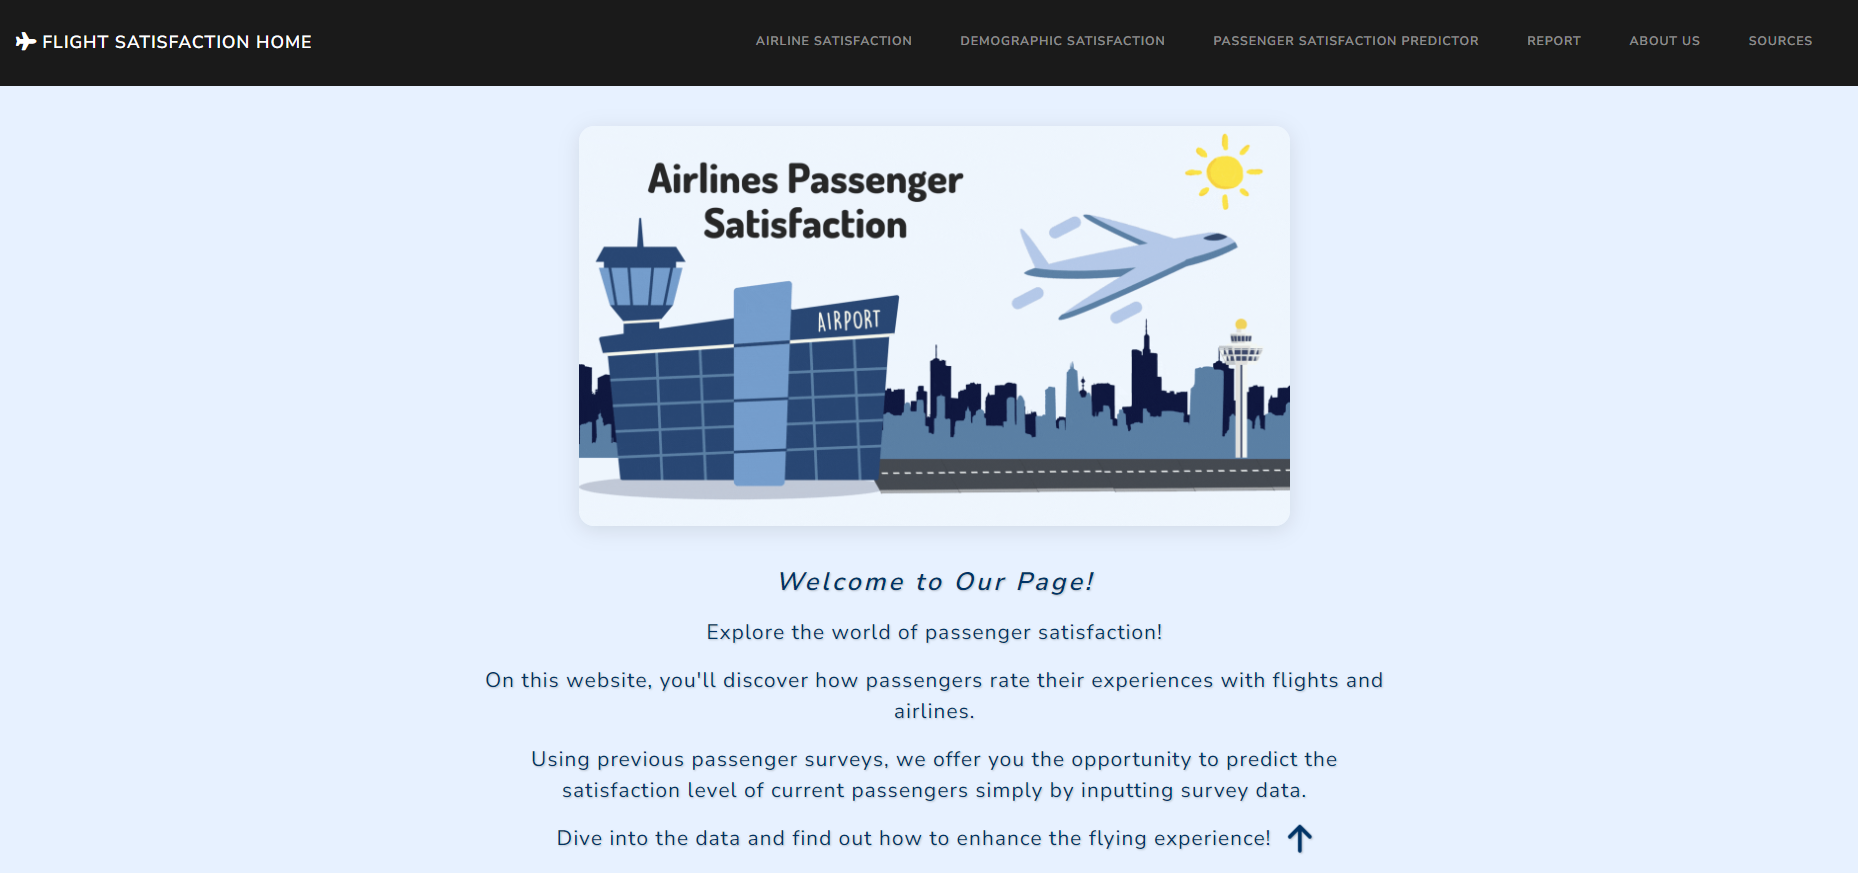 FLIGHT SATISFACTION HOME
AIRLINE SATISFACTION
DEMOGRAPHIC SATISFACTION
PASSENGER SATISFACTION PREDICTOR
REPORT
ABOUT US
SOURCES
Airlines Passenger
Satisfaction
AIRPORT
Welcome to Our Page!
Explore the world of passenger satisfaction!
On this website, you'll discover how passengers rate their experiences with flights and
airlines.
Using previous passenger surveys, we offer you the opportunity to predict the
satisfaction level of current passengers simply by inputting survey data.
Dive into the data and find out how to enhance the flying experience!